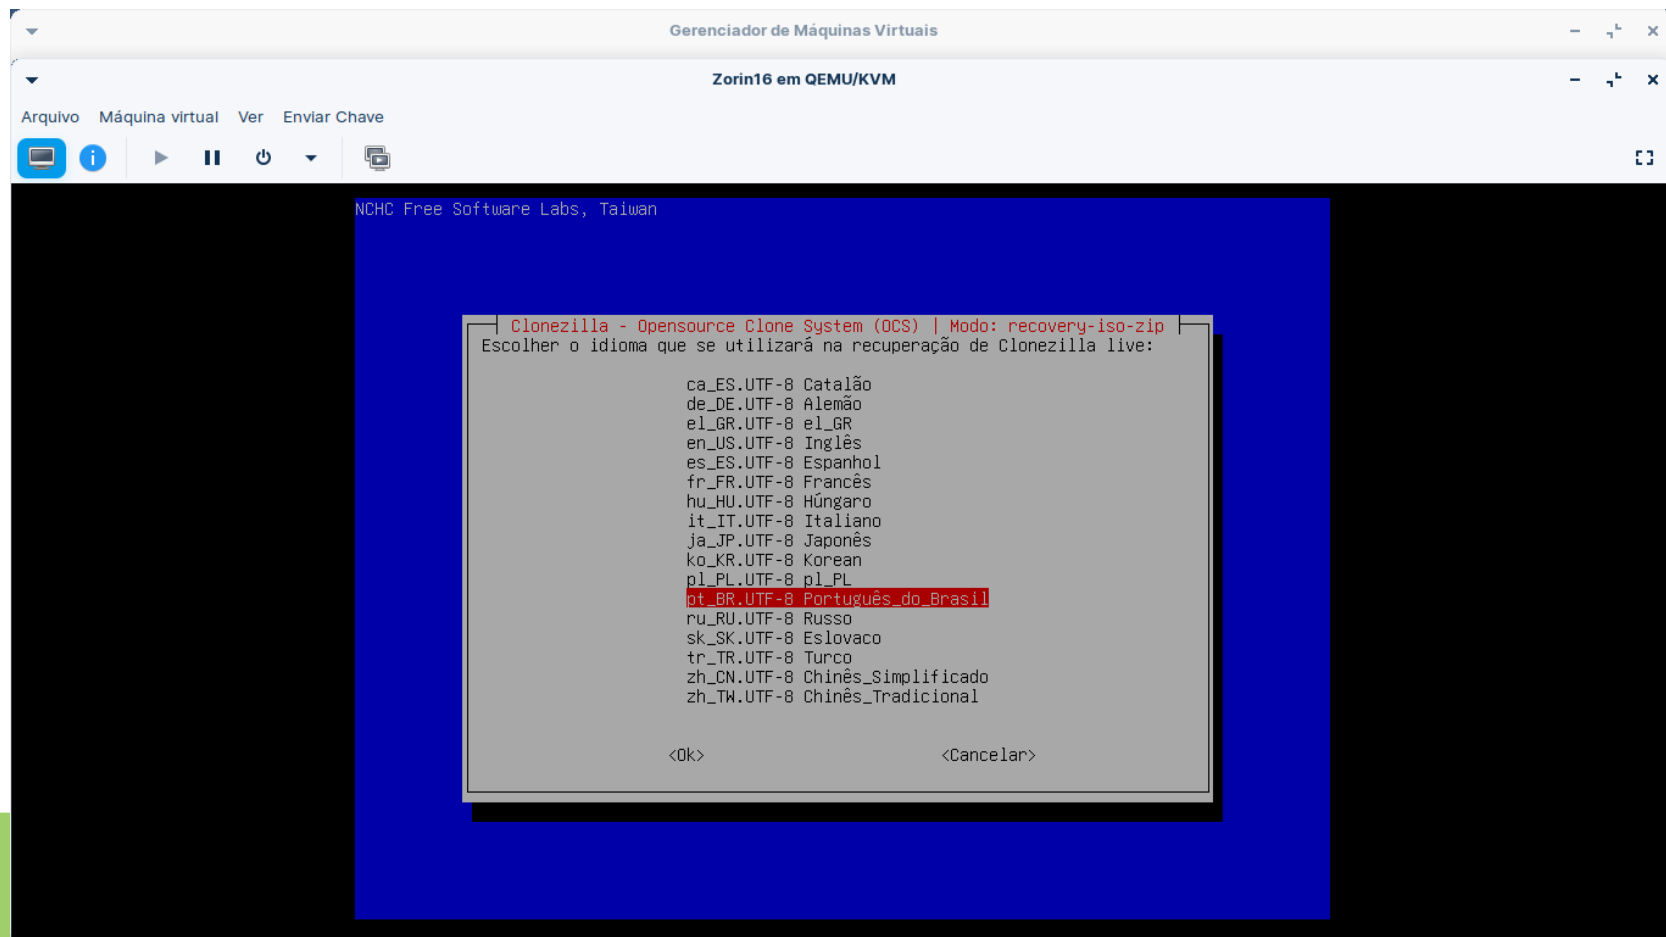 Gerenciador de Máquinas Virtuais
Zorin16 em QEMU/KVM
Arquivo Máquina virtual Ver Enviar Chave
NCHC Free Software Labs, Taiwan
Clonezilla - Opensource Clone System (OCS) | Modo: recovery-iso-zip
Escolher o idioma que se utilizará na recuperação de Clonezilla live:
ca_ES.UTF-8 Catalão
de_DE.UTF-8 Alemão
el_GR.UTF-8 el_GR
en_US.UTF-8 Inglês
es_ES.UTF-8 Espanhol
fr_FR.UTF-8 Francês
hu_HU.UTF-8 Húngaro
it_IT.UTF-8 Italiano
ja_JP.UTF-8 Japonês
ko_KR.UTF-8 Korean
pl_PL.UTF-8 pl_PL
pt_BR.UTF-8 Português_do_Brasil
ru_RU.UTF-8 Russo
sk_SK.UTF-8 Eslovaco
tr_TR.UTF-8 Turco
zh_CN.UTF-8 Chinês_Simplificado
zh_TW.UTF-8 Chinês_Tradicional
<Ok> <Cancelar>